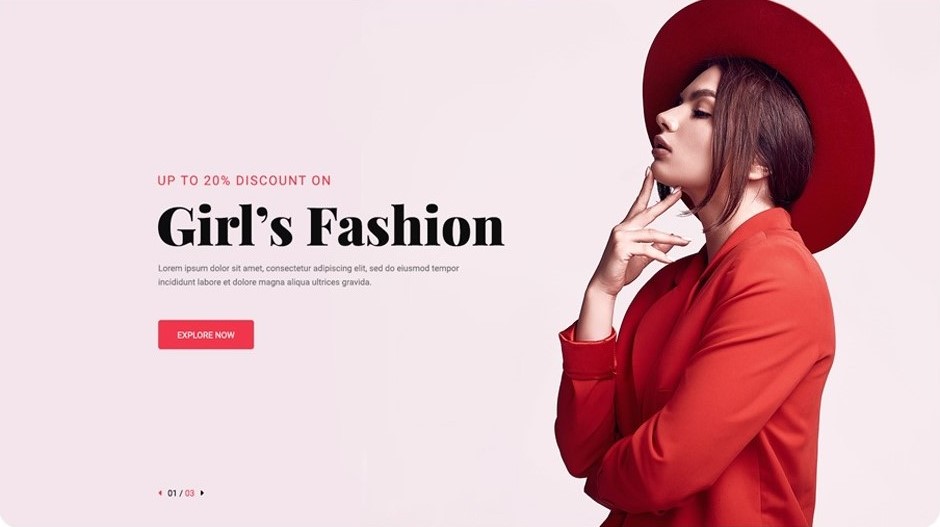 UP TO 20% DISCOUNT ON
Girl’s Fashion
Lorem ipsum dolor sit amet, consectetur adipiscing elit, sed do eiusmod tempor
incididunt labore et dolore magna aliqua ultrices gravida.
EXPLORE NOW
01 / 03